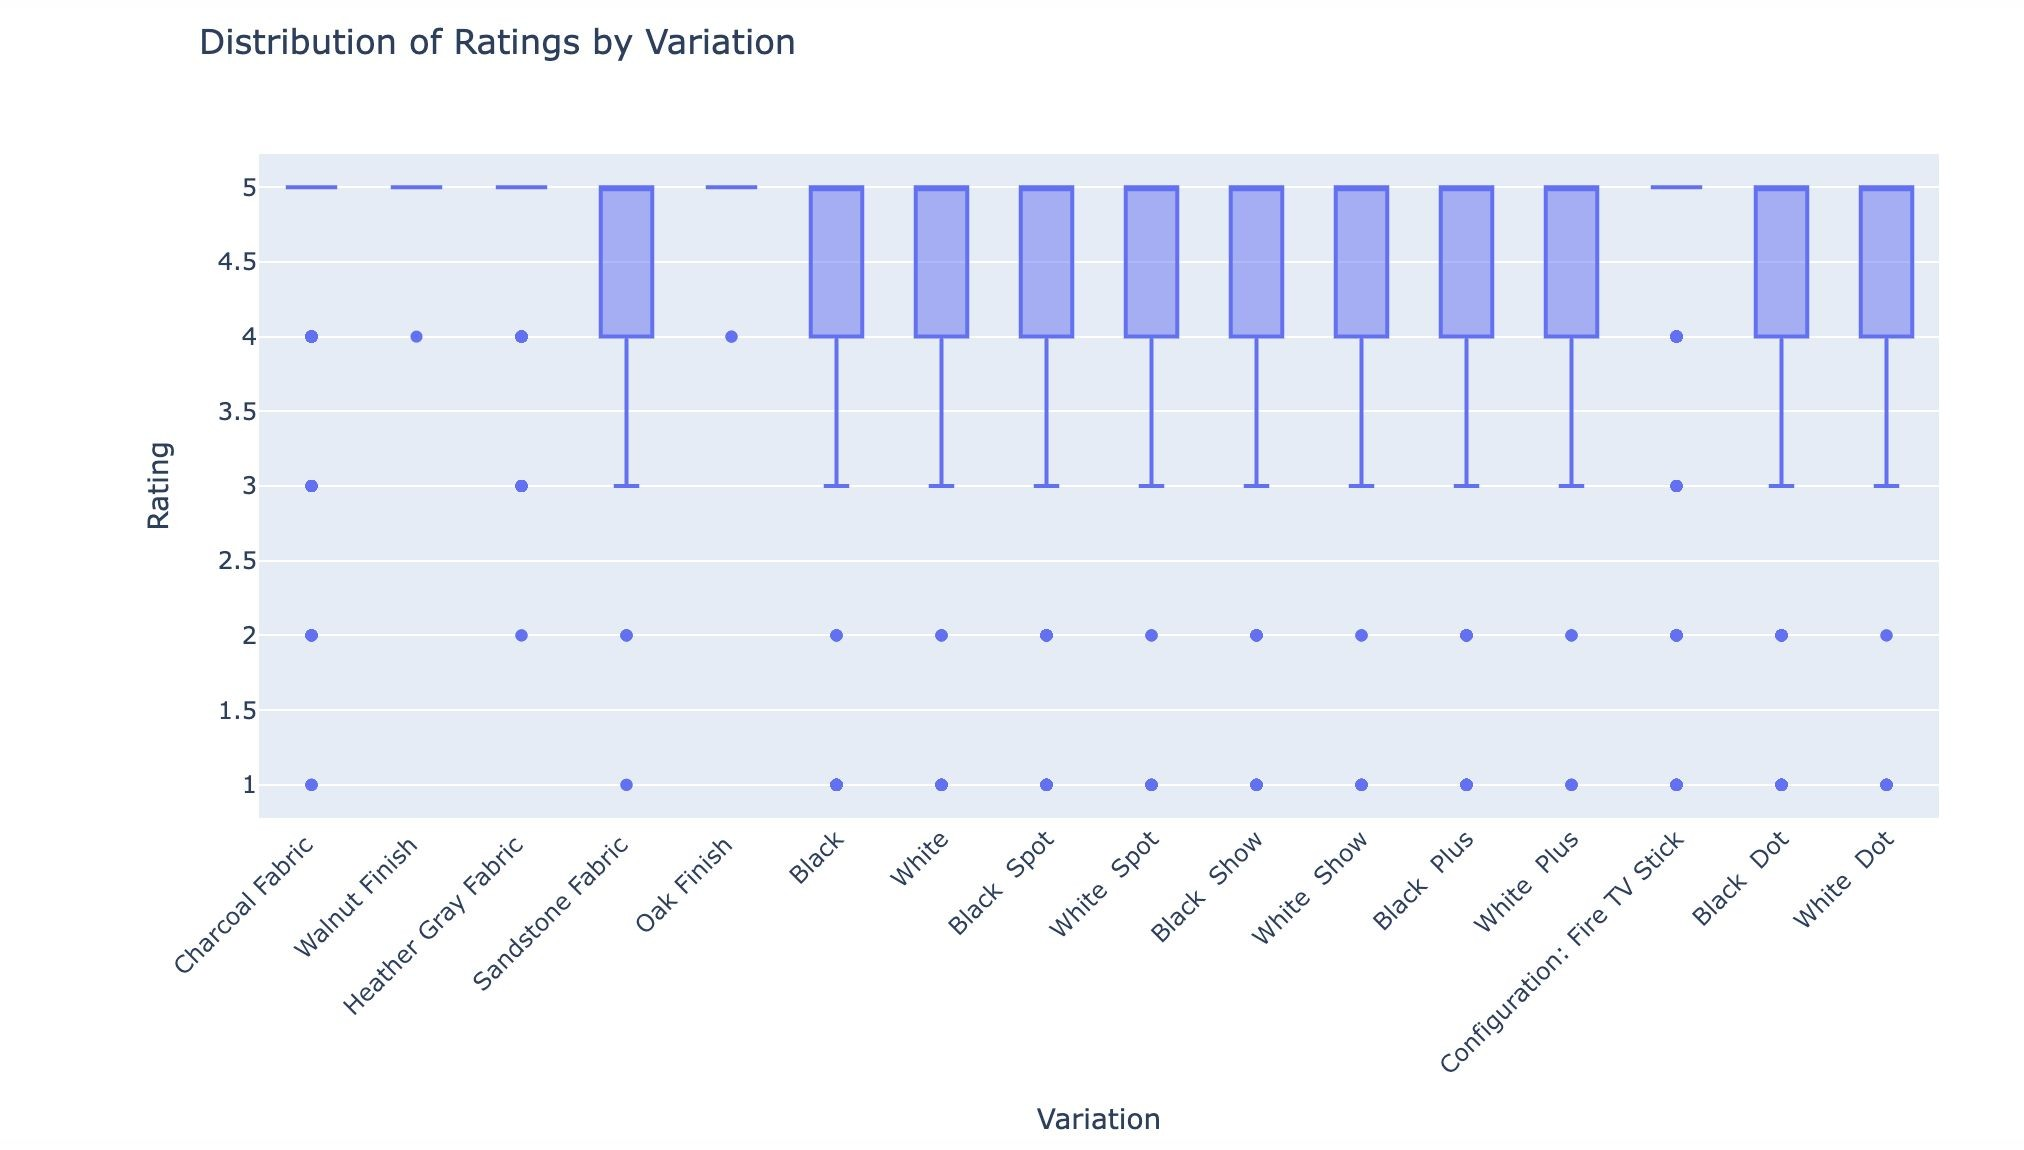 Distribution of Ratings by Variation
5
4.5
4
3.5
3
2.5
2
1.5
1
Rating
Charcoal Fabric
Walnut Finish
Heather Gray Fabric
Sandstone Fabric
Oak Finish
Black
White
Black  Spot
White  Spot
Black  Show
White  Show
Black  Plus
White  Plus
Configuration: Fire TV Stick
Black  Dot
White  Dot
Variation